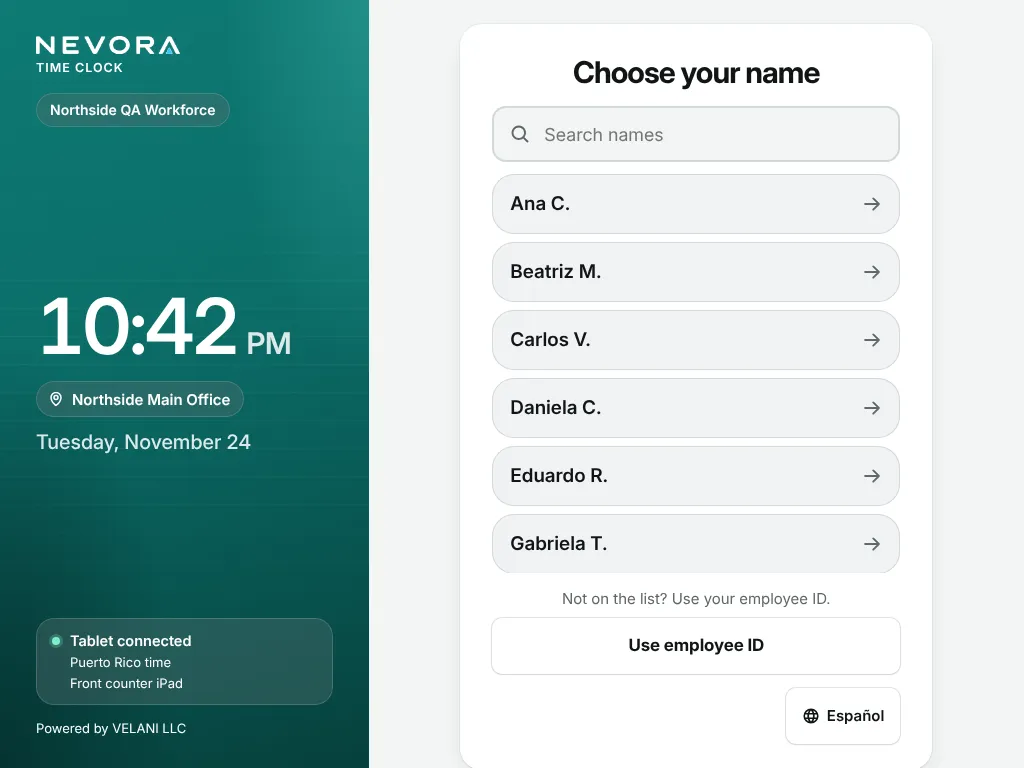 NEVORA
TIME CLOCK
Northside QA Workforce
10:42 PM
Northside Main Office
Tuesday, November 24
Tablet connected
Puerto Rico time
Front counter iPad
Powered by VELANI LLC
Choose your name
Search names
Ana C.
Beatriz M.
Carlos V.
Daniela C.
Eduardo R.
Gabriela T.
Not on the list? Use your employee ID.
Use employee ID
Español